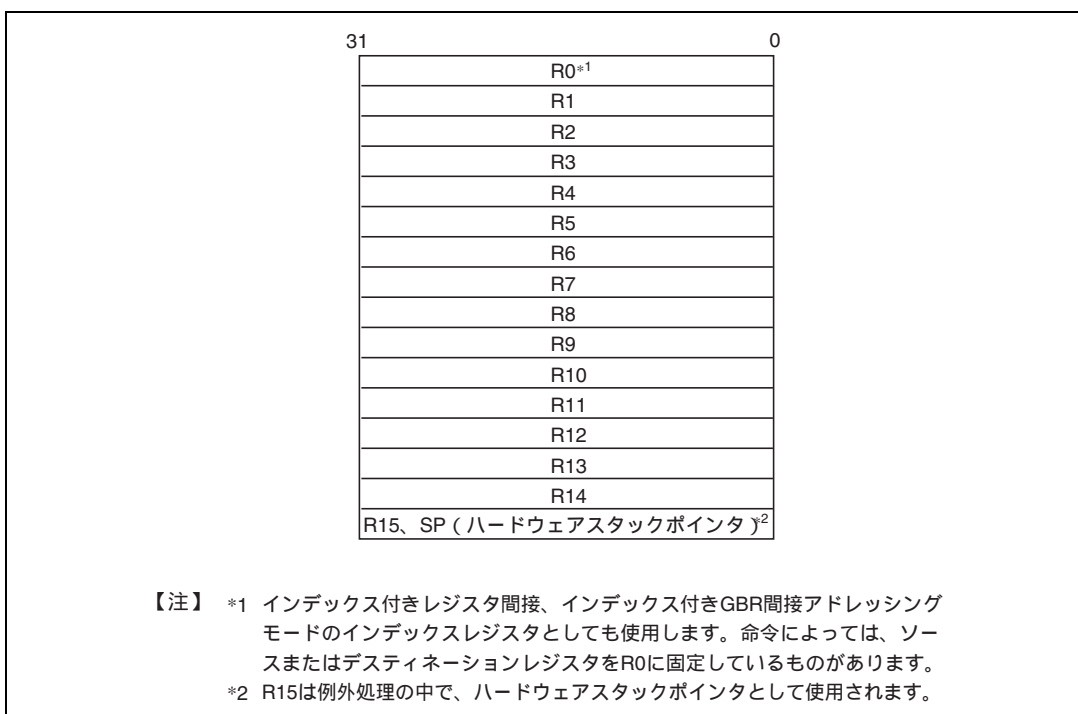 31 0
R0*1
R1
R2
R3
R4
R5
R6
R7
R8
R9
R10
R11
R12
R13
R14
R15、SP（ハードウェアスタックポインタ）*2
【注】 *1 インデックス付きレジスタ間接、インデックス付きGBR間接アドレッシング
モードのインデックスレジスタとしても使用します。命令によっては、ソー
スまたはデスティネーションレジスタをR0に固定しているものがあります。
*2 R15は例外処理の中で、ハードウェアスタックポインタとして使用されます。